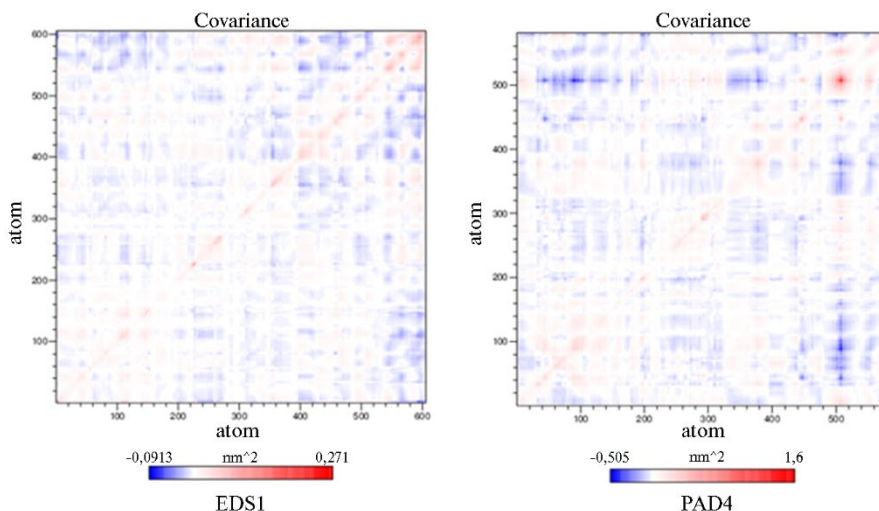 Covariance
600
500
400
300
200
100
atom
100 200 300 400 500 600
atom
-0,0913 nm^2 0,271
EDS1
Covariance
500
400
300
200
100
atom
100 200 300 400 500
atom
-0,505 nm^2 1,6
PAD4